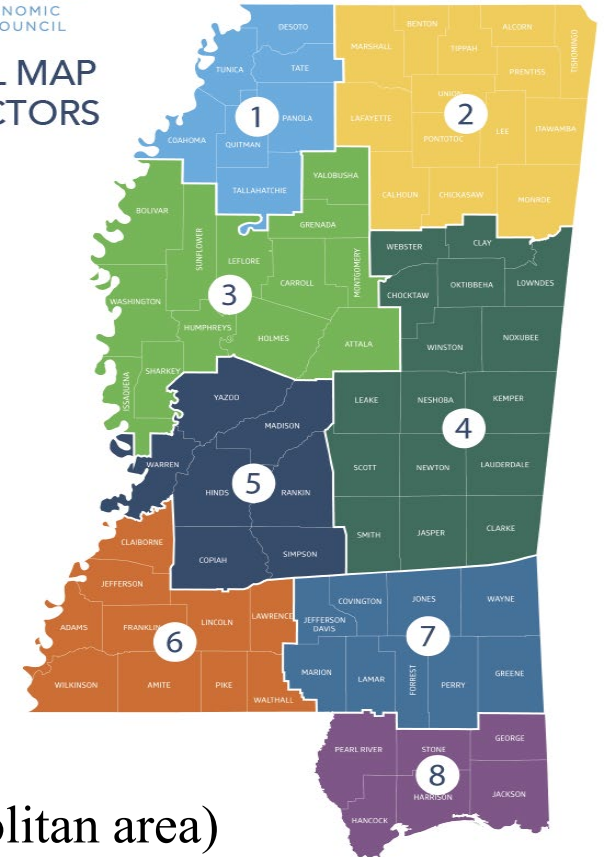 NOMIC
OUNCIL
L MAP
CTORS
DESOTO
TUNICA
TATE
1
PANOLA
COAHOMA
QUITMAN
TALLAHATCHIE
BENTON
ALCORN
MARSHALL
TIPPAH
TISHOMINGO
PRENTISS
UNION
2
LAFAYETTE
LEE
ITAWAMBA
PONTOTOC
CALHOUN
CHICKASAW
MONROE
YALOBUSHA
BOLIVAR
GRENADA
SUNFLOWER
LEFLORE
MONTGOMERY
CARROLL
3
WASHINGTON
HUMPHREYS
HOLMES
ATTALA
SHARKEY
ISSAQUENA
WEBSTER
CLAY
CHOCKTAW
OKTIBBEHA
LOWNDES
WINSTON
NOXUBEE
LEAKE
NESHOBA
KEMPER
4
SCOTT
NEWTON
LAUDERDALE
SMITH
JASPER
CLARKE
YAZOO
MADISON
WARREN
5
HINDS
RANKIN
COPIAH
SIMPSON
CLAIBORNE
JEFFERSON
ADAMS
FRANKLIN
6
LINCOLN
LAWRENCE
WILKINSON
AMITE
PIKE
WALTHALL
COVINGTON
JONES
WAYNE
JEFFERSON
DAVIS
7
MARION
LAMAR
FORREST
PERRY
GREENE
PEARL RIVER
STONE
GEORGE
8
HARRISON
JACKSON
HANCOCK
olitan area)